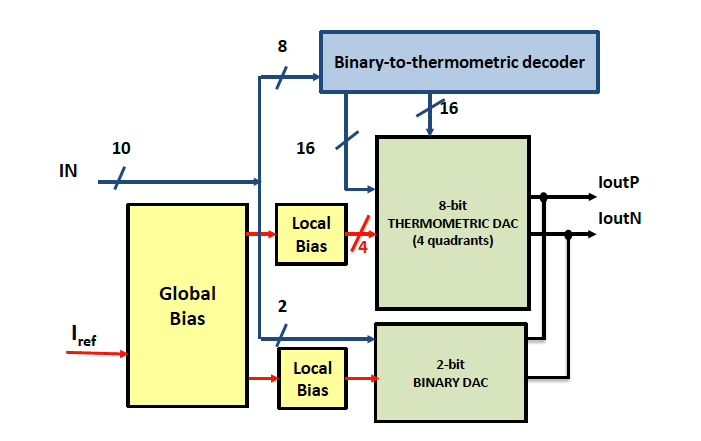 8
Binary-to-thermometric decoder
16
10
16
IN
IoutP
8-bit
THERMOMETRIC DAC
(4 quadrants)
IoutN
Local
Bias
4
Global
Bias
2
Iref
Local
Bias
2-bit
BINARY DAC